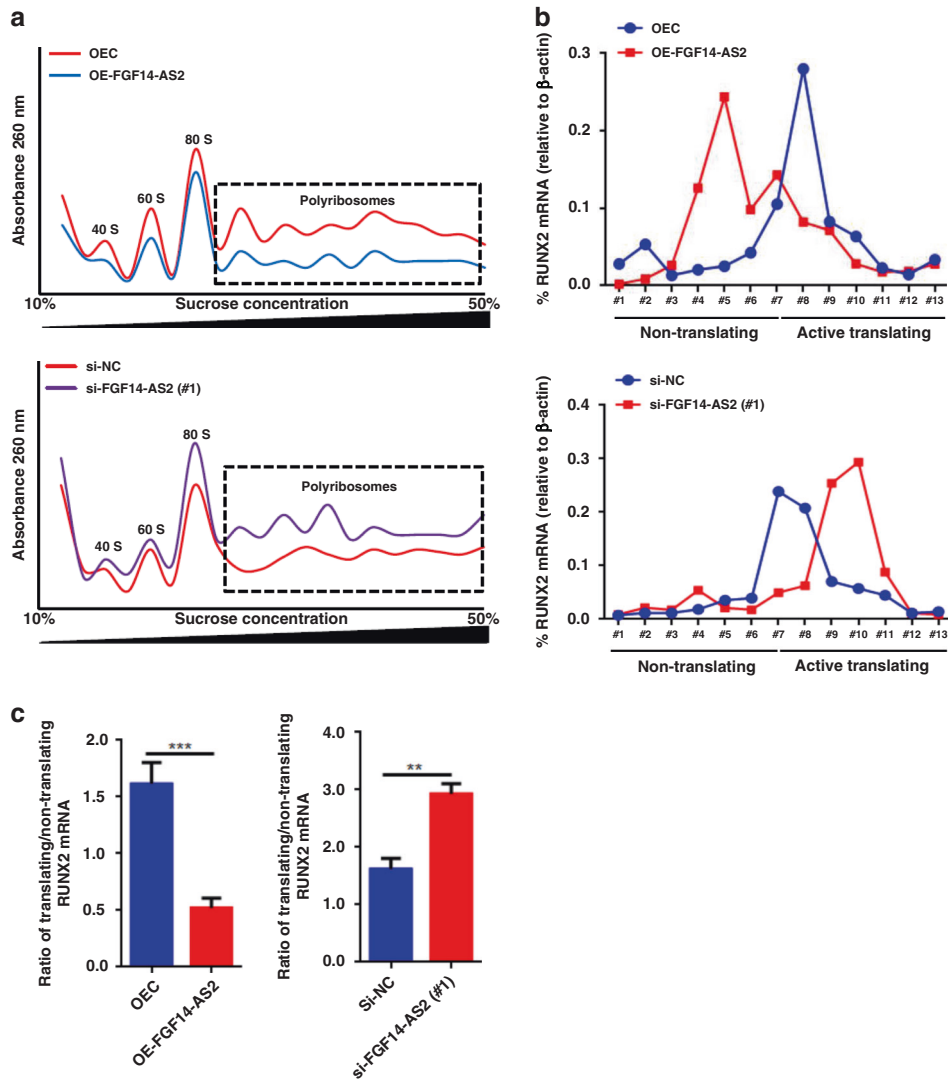 a
OEC
OE-FGF14-AS2
Absorbance 260 nm
40 S
60 S
80 S
Polyribosomes
10%
Sucrose concentration
50%
si-NC
si-FGF14-AS2 (#1)
Absorbance 260 nm
40 S
60 S
80 S
Polyribosomes
10%
Sucrose concentration
50%
b
OEC
OE-FGF14-AS2
% RUNX2 mRNA (relative to β-actin)
0.3
0.2
0.1
0.0
#1 #2 #3 #4 #5 #6 #7 #8 #9 #10 #11 #12 #13
Non-translating
Active translating
si-NC
si-FGF14-AS2 (#1)
% RUNX2 mRNA (relative to β-actin)
0.4
0.3
0.2
0.1
0.0
#1 #2 #3 #4 #5 #6 #7 #8 #9 #10 #11 #12 #13
Non-translating
Active translating
c
Ratio of translating/non-translating
RUNX2 mRNA
2.0
1.5
1.0
0.5
0.0
***
OEC
OE-FGF14-AS2
Ratio of translating/non-translating
RUNX2 mRNA
4.0
3.0
2.0
1.0
0.0
**
Si-NC
si-FGF14-AS2 (#1)